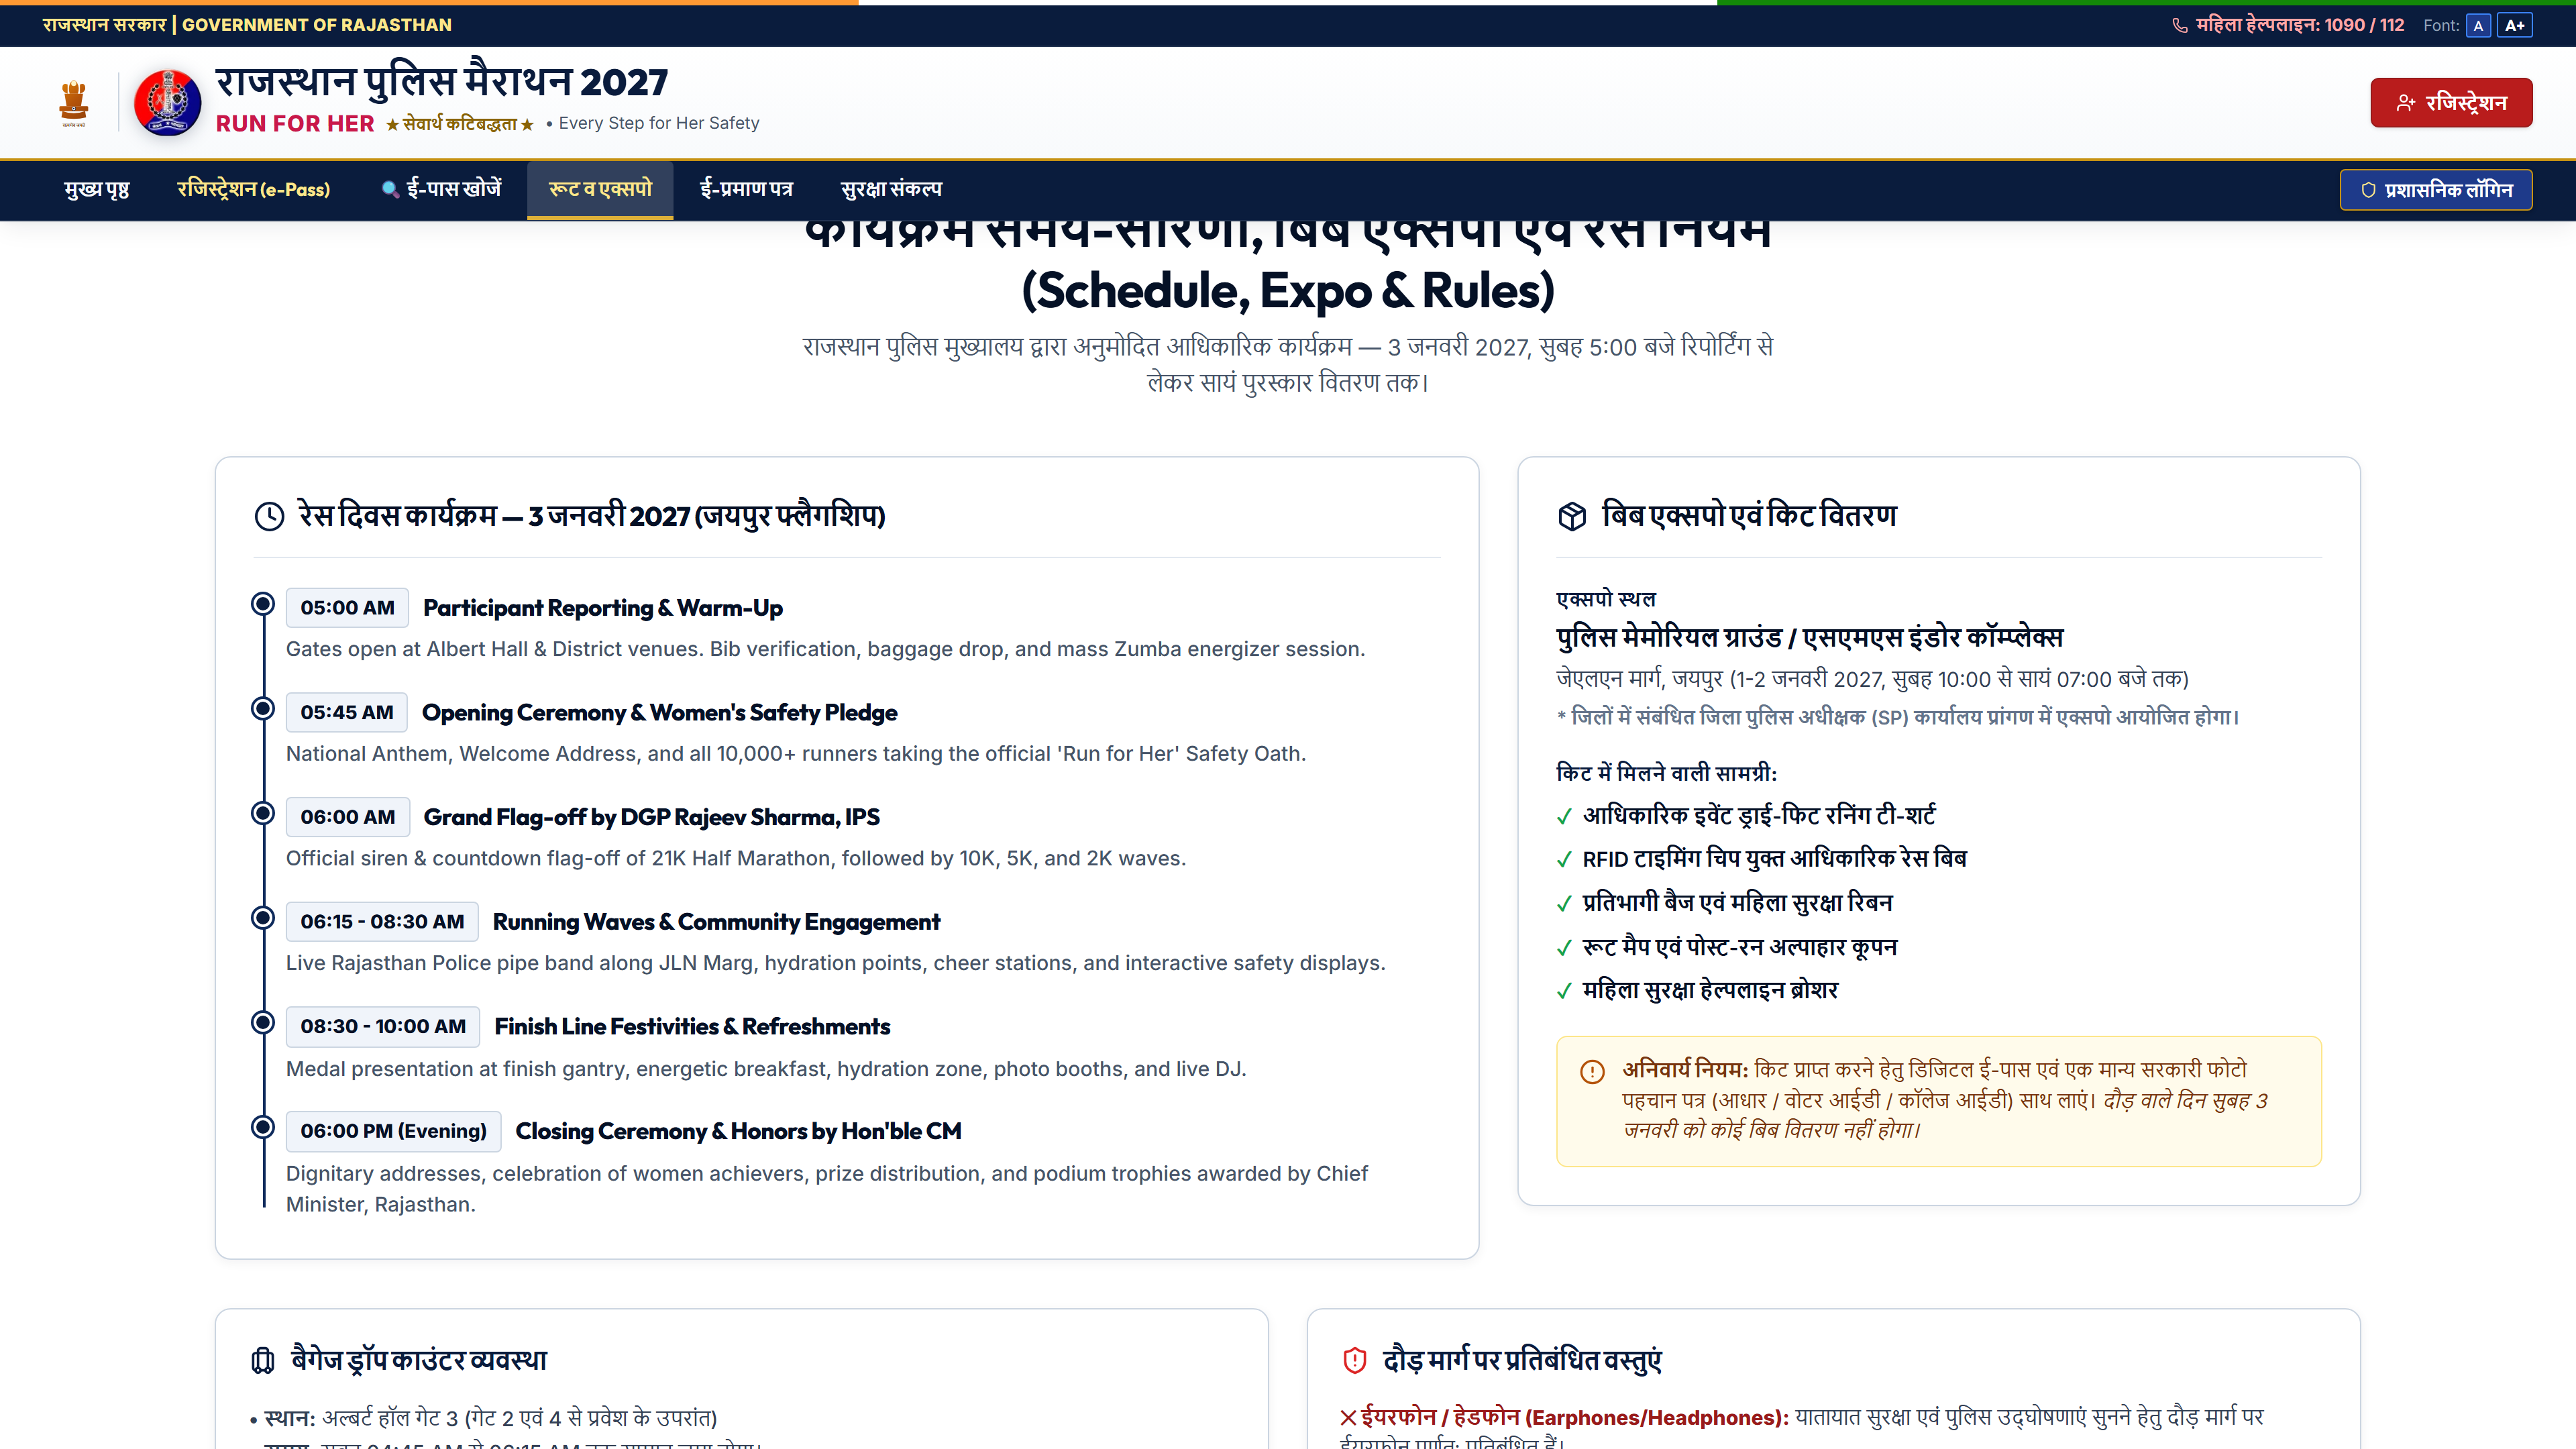 राजस्थान सरकार | GOVERNMENT OF RAJASTHAN
महिला हेल्पलाइन: 1090 / 112 Font: A A+
राजस्थान पुलिस मैराथन 2027
RUN FOR HER ★ सेवार्थ कटिबद्धता ★ • Every Step for Her Safety
रजिस्ट्रेशन
मुख्य पृष्ठ रजिस्ट्रेशन (e-Pass) ई-पास खोजें रूट व एक्सपो ई-प्रमाण पत्र सुरक्षा संकल्प प्रशासनिक लॉगिन
कार्यक्रम समय-सारणी, बिब एक्सपो एवं रेस नियम
(Schedule, Expo & Rules)
राजस्थान पुलिस मुख्यालय द्वारा अनुमोदित आधिकारिक कार्यक्रम — 3 जनवरी 2027, सुबह 5:00 बजे रिपोर्टिंग से
लेकर सायं पुरस्कार वितरण तक।
रेस दिवस कार्यक्रम — 3 जनवरी 2027 (जयपुर फ्लैगशिप)
05:00 AM Participant Reporting & Warm-Up
Gates open at Albert Hall & District venues. Bib verification, baggage drop, and mass Zumba energizer session.
05:45 AM Opening Ceremony & Women's Safety Pledge
National Anthem, Welcome Address, and all 10,000+ runners taking the official 'Run for Her' Safety Oath.
06:00 AM Grand Flag-off by DGP Rajeev Sharma, IPS
Official siren & countdown flag-off of 21K Half Marathon, followed by 10K, 5K, and 2K waves.
06:15 - 08:30 AM Running Waves & Community Engagement
Live Rajasthan Police pipe band along JLN Marg, hydration points, cheer stations, and interactive safety displays.
08:30 - 10:00 AM Finish Line Festivities & Refreshments
Medal presentation at finish gantry, energetic breakfast, hydration zone, photo booths, and live DJ.
06:00 PM (Evening) Closing Ceremony & Honors by Hon'ble CM
Dignitary addresses, celebration of women achievers, prize distribution, and podium trophies awarded by Chief
Minister, Rajasthan.
बिब एक्सपो एवं किट वितरण
एक्सपो स्थल
पुलिस मेमोरियल ग्राउंड / एसएमएस इंडोर कॉम्प्लेक्स
जेएलएन मार्ग, जयपुर (1-2 जनवरी 2027, सुबह 10:00 से सायं 07:00 बजे तक)
* जिलों में संबंधित जिला पुलिस अधीक्षक (SP) कार्यालय प्रांगण में एक्सपो आयोजित होगा।
किट में मिलने वाली सामग्री:
✓ आधिकारिक इवेंट ड्राई-फिट रनिंग टी-शर्ट
✓ RFID टाइमिंग चिप युक्त आधिकारिक रेस बिब
✓ प्रतिभागी बैज एवं महिला सुरक्षा रिबन
✓ रूट मैप एवं पोस्ट-रन अल्पाहार कूपन
✓ महिला सुरक्षा हेल्पलाइन ब्रोशर
अनिवार्य नियम: किट प्राप्त करने हेतु डिजिटल ई-पास एवं एक मान्य सरकारी फोटो
पहचान पत्र (आधार / वोटर आईडी / कॉलेज आईडी) साथ लाएं। दौड़ वाले दिन सुबह 3
जनवरी को कोई बिब वितरण नहीं होगा।
बैगेज ड्रॉप काउंटर व्यवस्था
• स्थान: अल्बर्ट हॉल गेट 3 (गेट 2 एवं 4 से प्रवेश के उपरांत)
दौड़ मार्ग पर प्रतिबंधित वस्तुएं
✕ ईयरफोन / हेडफोन (Earphones/Headphones): यातायात सुरक्षा एवं पुलिस उद्घोषणाएं सुनने हेतु दौड़ मार्ग पर
ईयरफोन पूर्णतः प्रतिबंधित हैं।